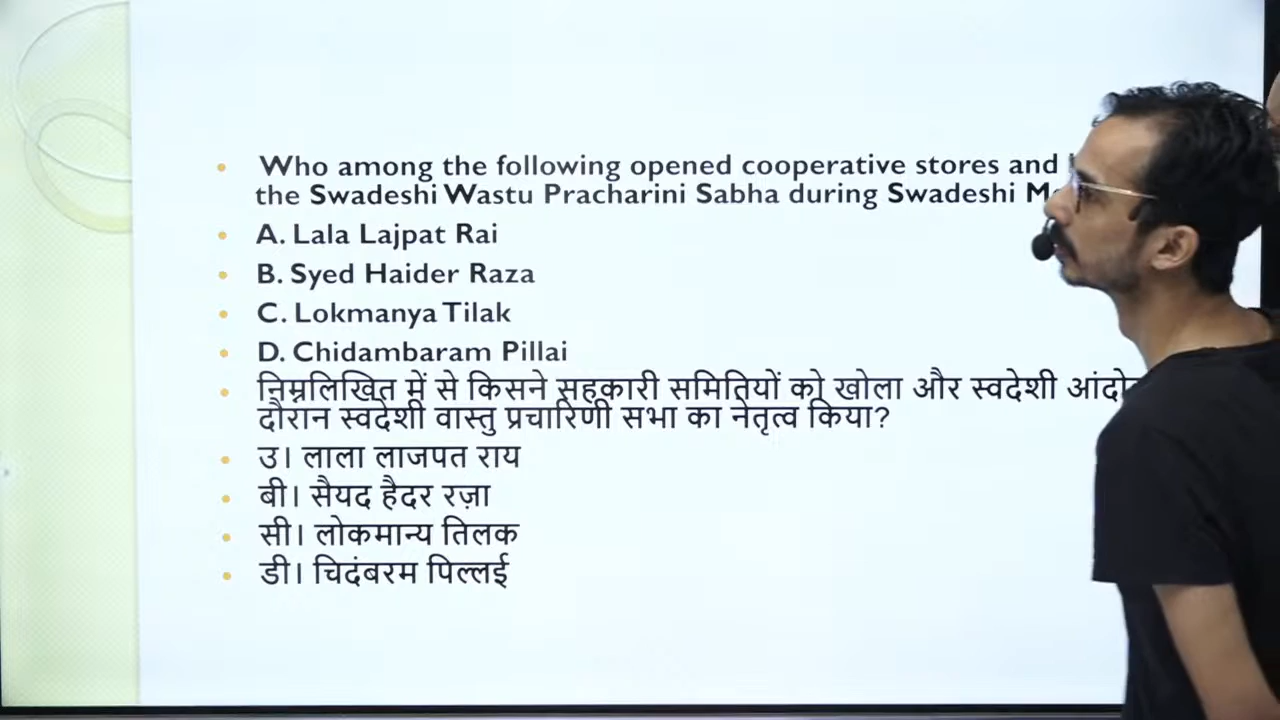 Who among the following opened cooperative stores and
the Swadeshi Wastu Pracharini Sabha during Swadeshi
A. Lala Lajpat Rai
B. Syed Haider Raza
C. Lokmanya Tilak
D. Chidambaram Pillai
निम्नलिखित में से किसने सहकारी समितियों को खोला और स्वदेशी
दौरान स्वदेशी वास्तु प्रचारिणी सभा का नेतृत्व किया?
उ। लाला लाजपत राय
बी। सैयद हैदर रज़ा
सी। लोकमान्य तिलक
डी। चिदंबरम पिल्लई